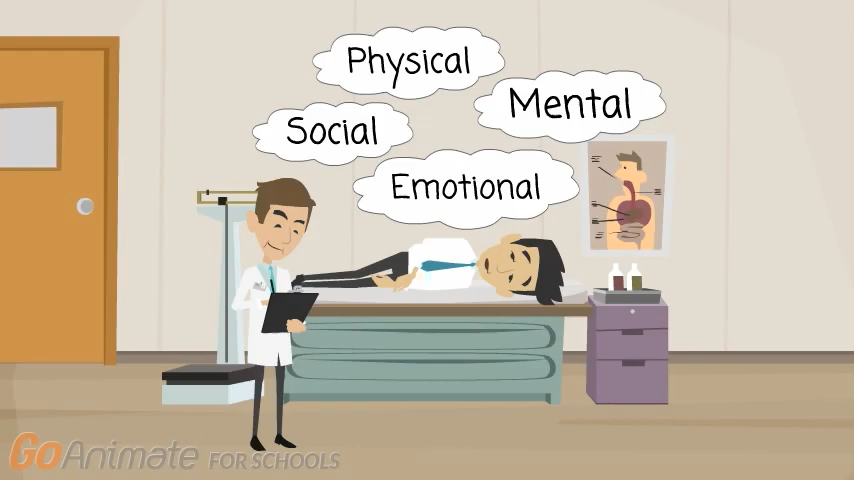 Physical
Mental
Social
Emotional
GoAnimate FOR SCHOOLS